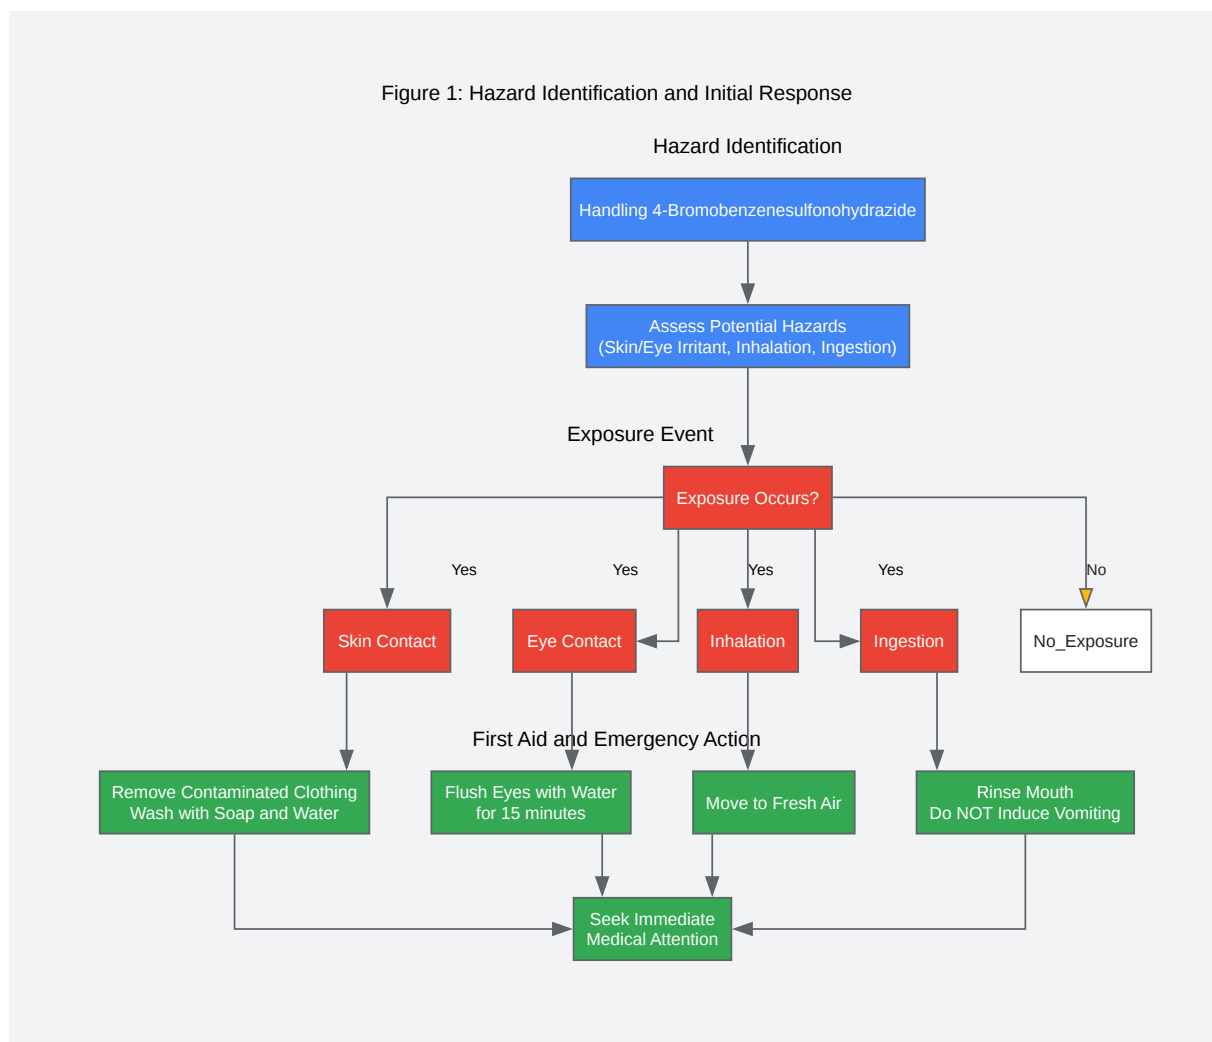 Figure 1: Hazard Identification and Initial Response
Hazard Identification
Handling 4-Bromobenzenesulfonohydrazide
Assess Potential Hazards
(Skin/Eye Irritant, Inhalation, Ingestion)
Exposure Event
Exposure Occurs?
Yes
Yes
Yes
Yes
No
Skin Contact
Eye Contact
Inhalation
Ingestion
No_Exposure
First Aid and Emergency Action
Remove Contaminated Clothing
Wash with Soap and Water
Flush Eyes with Water
for 15 minutes
Move to Fresh Air
Rinse Mouth
Do NOT Induce Vomiting
Seek Immediate
Medical Attention